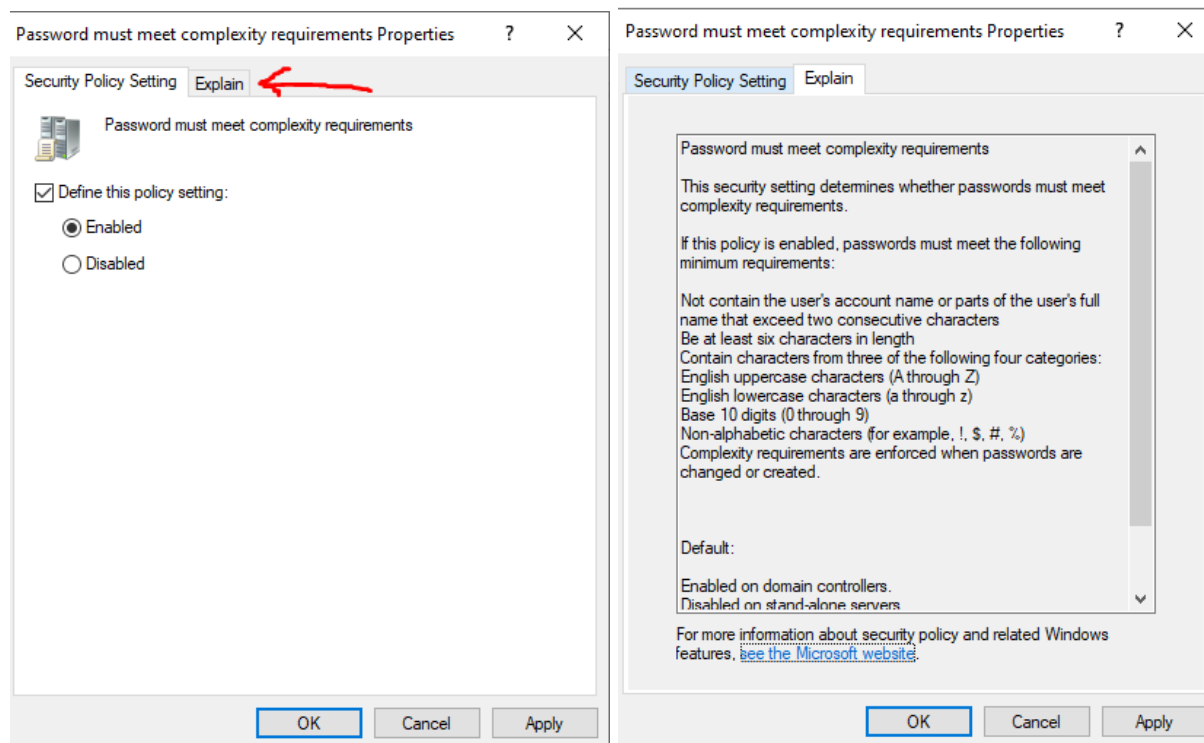 Password must meet complexity requirements Properties ?
Security Policy Setting Explain
Password must meet complexity requirements
Define this policy setting:
Enabled
Disabled
OK Cancel Apply
Password must meet complexity requirements Properties ?
Security Policy Setting Explain
Password must meet complexity requirements
This security setting determines whether passwords must meet
complexity requirements.
If this policy is enabled, passwords must meet the following
minimum requirements:
Not contain the user's account name or parts of the user's full
name that exceed two consecutive characters
Be at least six characters in length
Contain characters from three of the following four categories:
English uppercase characters (A through Z)
English lowercase characters (a through z)
Base 10 digits (0 through 9)
Non-alphabetic characters (for example, !, $, #, %)
Complexity requirements are enforced when passwords are
changed or created.
Default:
Enabled on domain controllers.
Disabled on stand-alone servers
For more information about security policy and related Windows
features, see the Microsoft website.
OK Cancel Apply